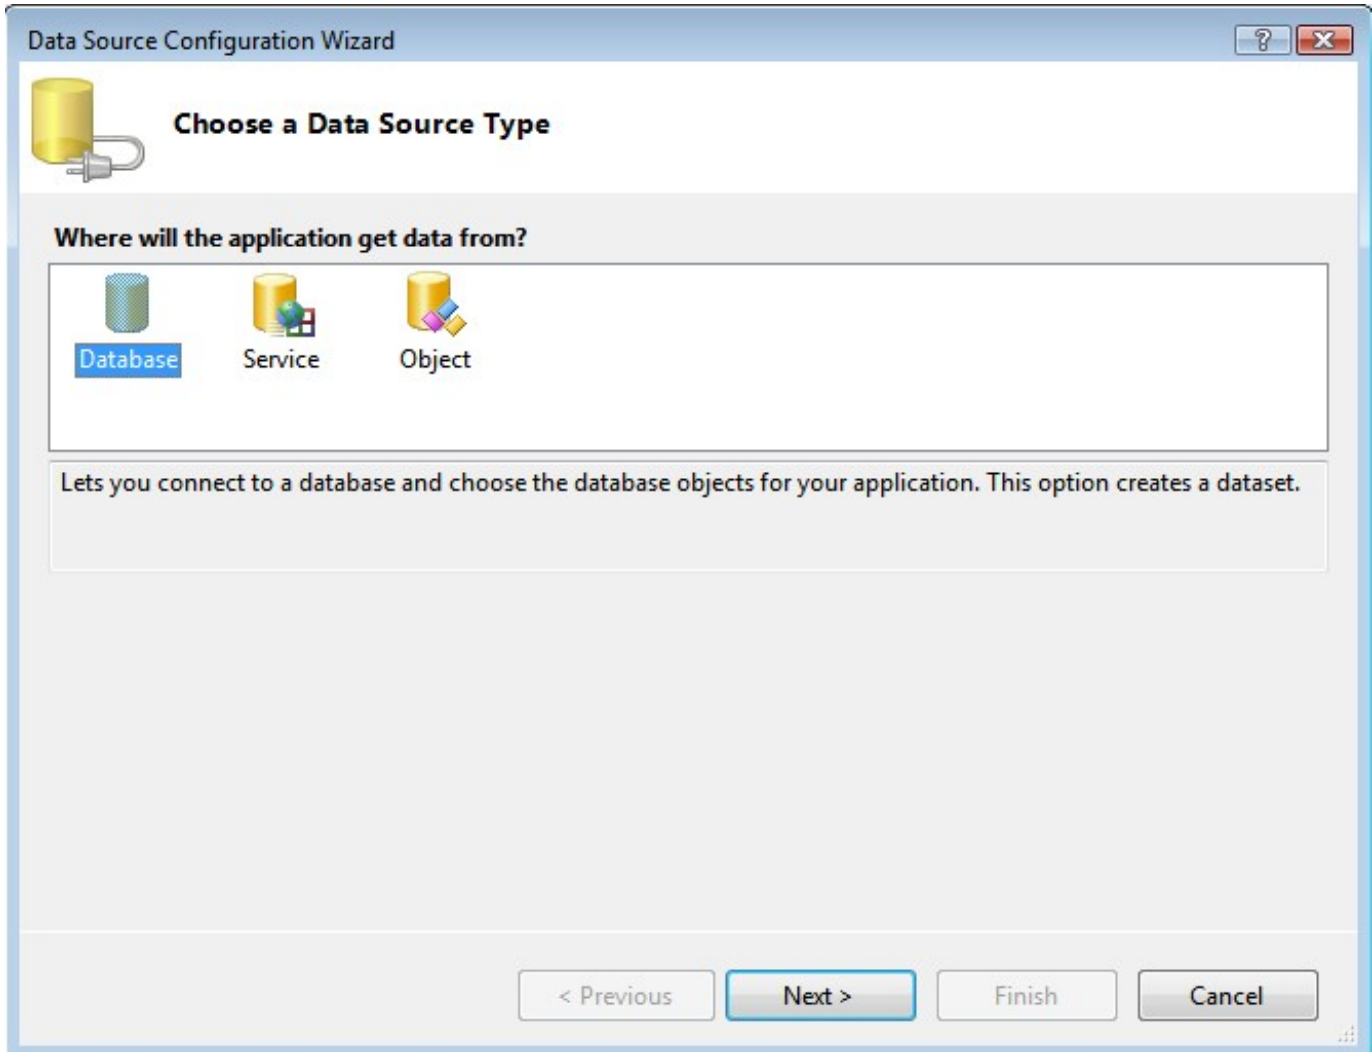 Data Source Configuration Wizard
Choose a Data Source Type
Where will the application get data from?
Database Service Object
Lets you connect to a database and choose the database objects for your application. This option creates a dataset.
< Previous Next > Finish Cancel